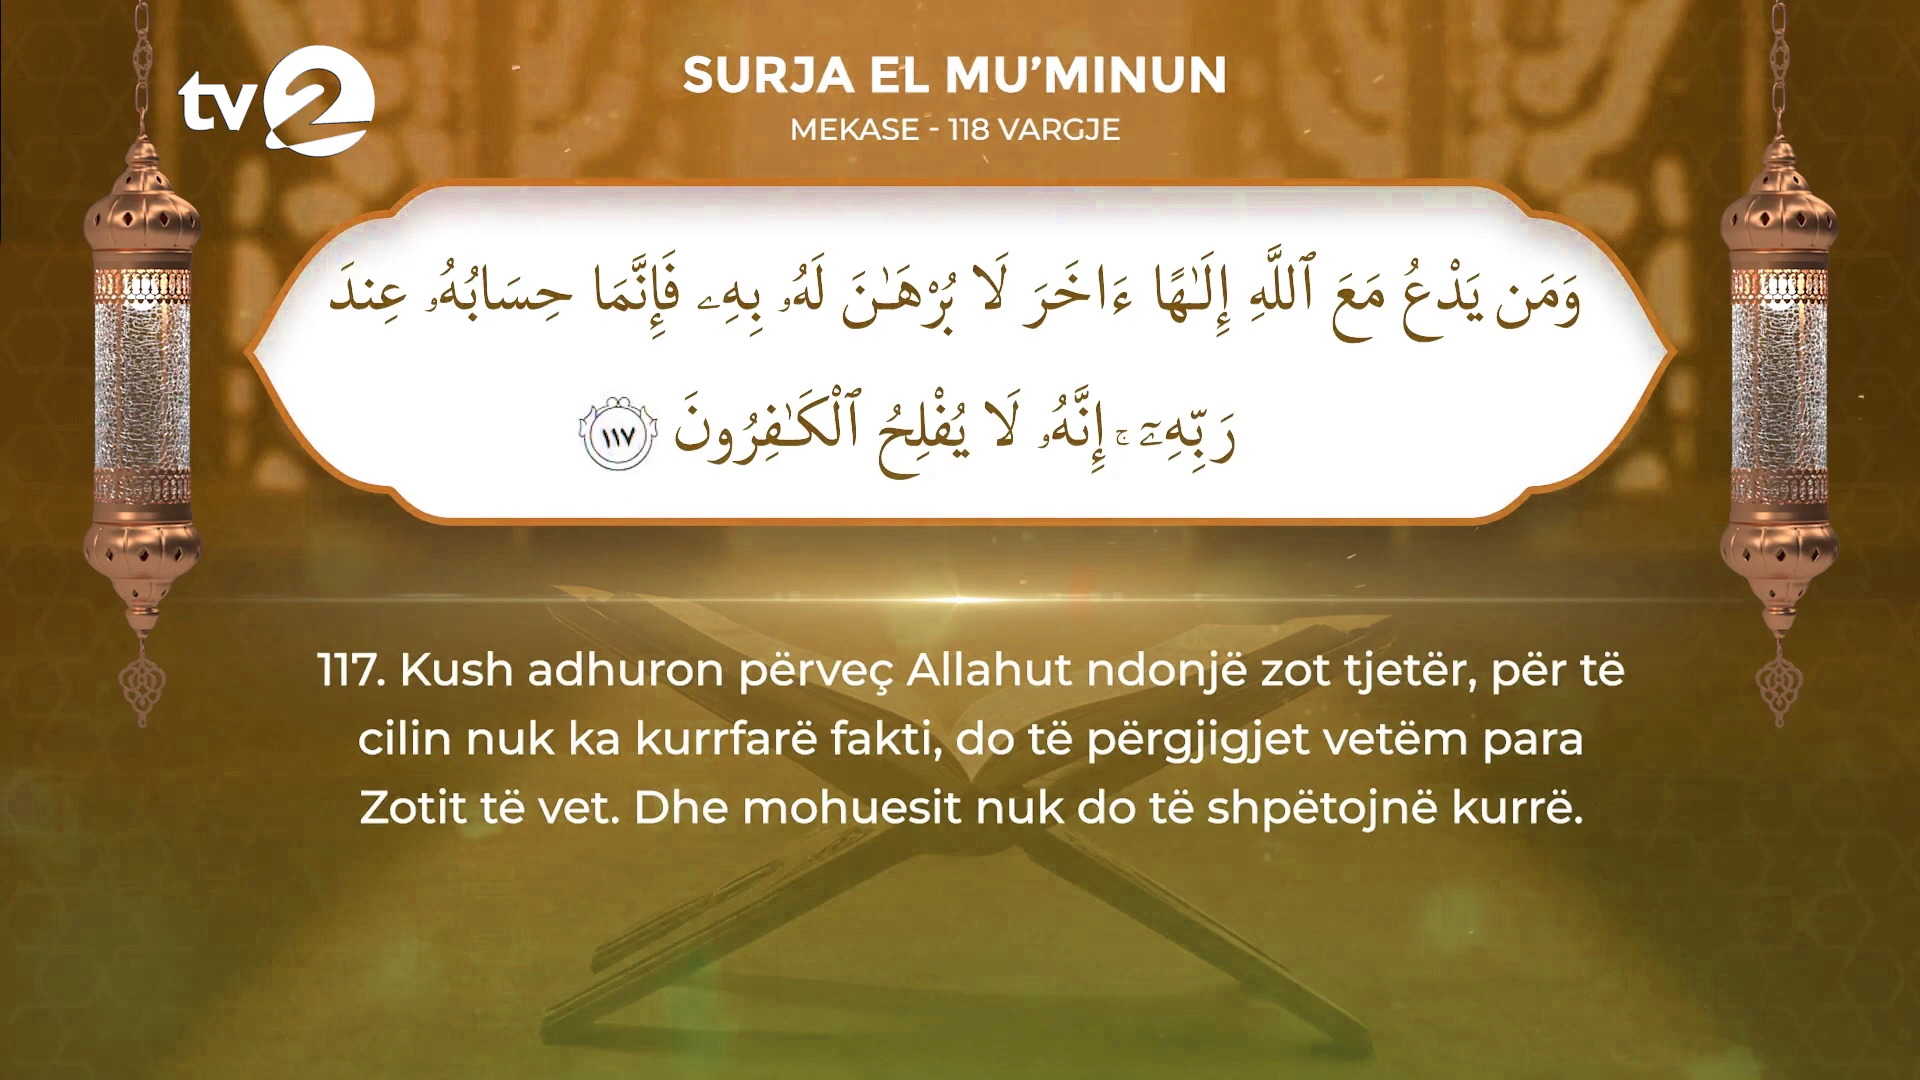 tv2
SURJA EL MU’MINUN
MEKASE - 118 VARGJE
وَمَن يَدْعُ مَعَ ٱللَّهِ إِلَـٰهًا ءَاخَرَ لَا بُرْهَـٰنَ لَهُۥ بِهِۦ فَإِنَّمَا حِسَابُهُۥ عِندَ
رَبِّهِۦٓ ۚ إِنَّهُۥ لَا يُفْلِحُ ٱلْكَـٰفِرُونَ ١١٧
117. Kush adhuron përveç Allahut ndonjë zot tjetër, për të
cilin nuk ka kurrfarë fakti, do të përgjigjet vetëm para
Zotit të vet. Dhe mohuesit nuk do të shpëtojnë kurrë.